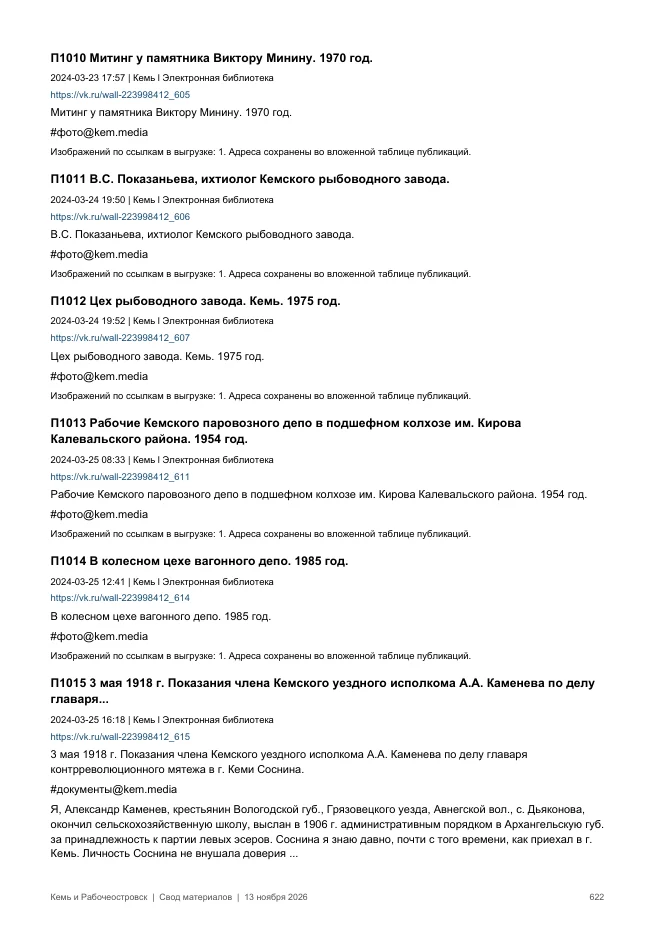 П1010 Митинг у памятника Виктору Минину. 1970 год.
2024-03-23 17:57 | Кемь I Электронная библиотека
https://vk.ru/wall-223998412_605
Митинг у памятника Виктору Минину. 1970 год.
#фото@kem.media
Изображений по ссылкам в выгрузке: 1. Адреса сохранены во вложенной таблице публикаций.
П1011 В.С. Показаньева, ихтиолог Кемского рыбоводного завода.
2024-03-24 19:50 | Кемь I Электронная библиотека
https://vk.ru/wall-223998412_606
В.С. Показаньева, ихтиолог Кемского рыбоводного завода.
#фото@kem.media
Изображений по ссылкам в выгрузке: 1. Адреса сохранены во вложенной таблице публикаций.
П1012 Цех рыбоводного завода. Кемь. 1975 год.
2024-03-24 19:52 | Кемь I Электронная библиотека
https://vk.ru/wall-223998412_607
Цех рыбоводного завода. Кемь. 1975 год.
#фото@kem.media
Изображений по ссылкам в выгрузке: 1. Адреса сохранены во вложенной таблице публикаций.
П1013 Рабочие Кемского паровозного депо в подшефном колхозе им. Кирова
Калевальского района. 1954 год.
2024-03-25 08:33 | Кемь I Электронная библиотека
https://vk.ru/wall-223998412_611
Рабочие Кемского паровозного депо в подшефном колхозе им. Кирова Калевальского района. 1954 год.
#фото@kem.media
Изображений по ссылкам в выгрузке: 1. Адреса сохранены во вложенной таблице публикаций.
П1014 В колесном цехе вагонного депо. 1985 год.
2024-03-25 12:41 | Кемь I Электронная библиотека
https://vk.ru/wall-223998412_614
В колесном цехе вагонного депо. 1985 год.
#фото@kem.media
Изображений по ссылкам в выгрузке: 1. Адреса сохранены во вложенной таблице публикаций.
П1015 3 мая 1918 г. Показания члена Кемского уездного исполкома А.А. Каменева по делу
главаря...
2024-03-25 16:18 | Кемь I Электронная библиотека
https://vk.ru/wall-223998412_615
3 мая 1918 г. Показания члена Кемского уездного исполкома А.А. Каменева по делу главаря
контрреволюционного мятежа в г. Кеми Соснина.
#документы@kem.media
Я, Александр Каменев, крестьянин Вологодской губ., Грязовецкого уезда, Авнегской вол., с. Дьяконова,
окончил сельскохозяйственную школу, выслан в 1906 г. административным порядком в Архангельскую губ.
за принадлежность к партии левых эсеров. Соснина я знаю давно, почти с того времени, как приехал в г.
Кемь. Личность Соснина не внушала доверия ...
Кемь и Рабочеостровск | Свод материалов | 13 ноября 2026
622